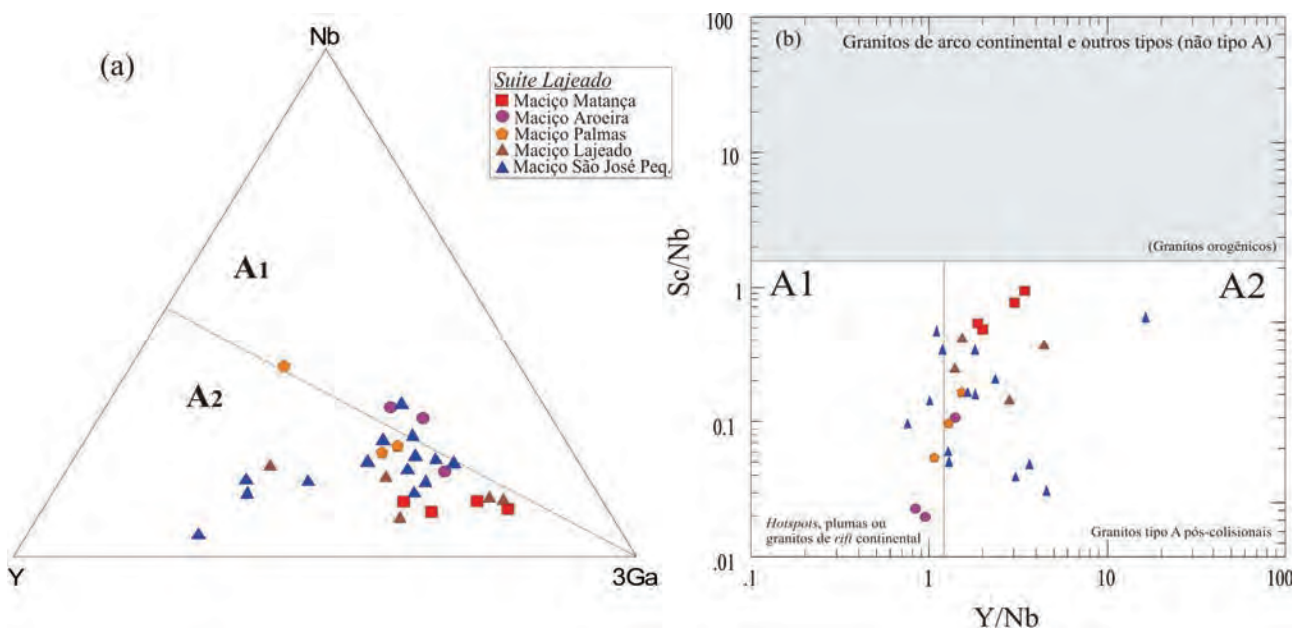 (a)
Nb
A1
A2
Y
3Ga
Suíte Lajeado
Maciço Matança
Maciço Aroeira
Maciço Palmas
Maciço Lajeado
Maciço São José Peq.
(b)
Granitos de arco continental e outros tipos (não tipo A)
(Granitos orogênicos)
A1
A2
Hotspots, plumas ou
granitos de rift continental
Granitos tipo A pós-colisionais
Sc/Nb
100
10
1
0.1
.01
.1
1
10
100
Y/Nb